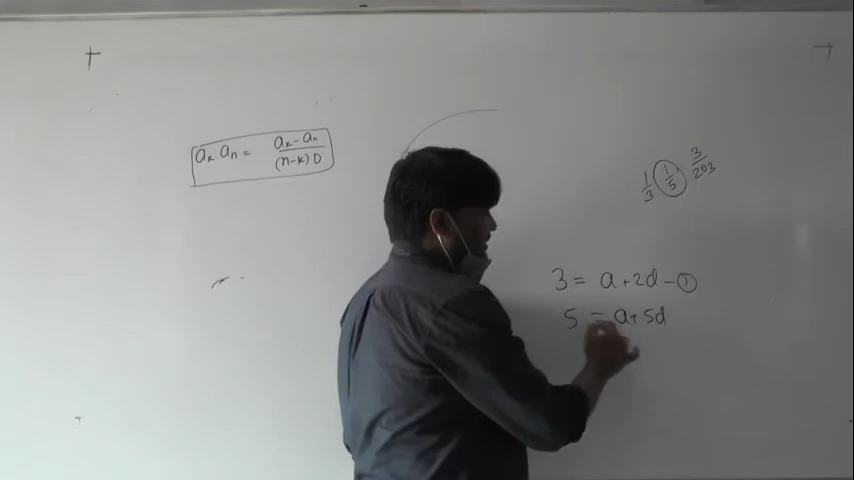 aₖ aₙ = (aₖ - aₙ)/((n-k) D)
1/3 1/5 3/203
3 = a + 2d - ①
5 = a + 5d